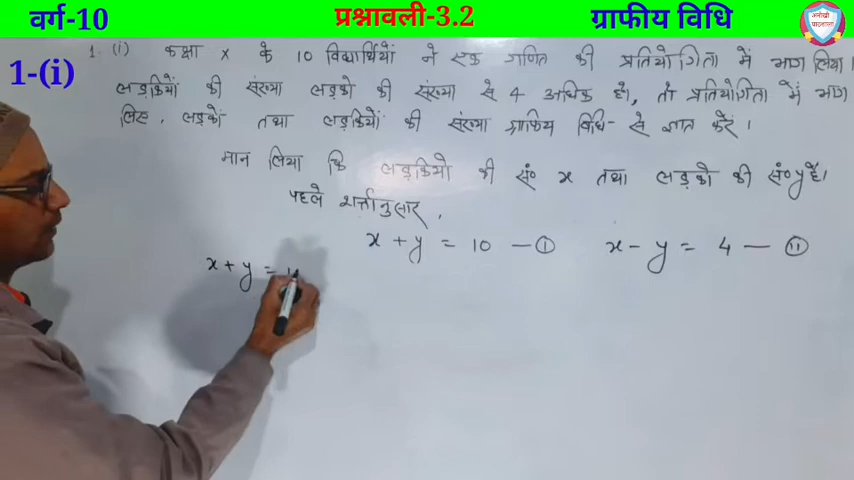 वर्ग-10 प्रश्नावली-3.2 ग्राफीय विधि
1-(i)
1. (i) कक्षा x के 10 विद्यार्थियों ने एक गणित की प्रतियोगिता में भाग लिया।
लड़कियों की संख्या लड़को की संख्या से 4 अधिक हो, तो प्रतियोगिता में भाग
लिए, लड़कों तथा लड़कियों की संख्या ग्राफिय विधि से ज्ञात करें।
मान लिया कि लड़कियो की सं० x तथा लड़को की सं० y है।
पहले शर्त्तानुसार,
x + y = 10 — (I) x - y = 4 — (II)
x + y =